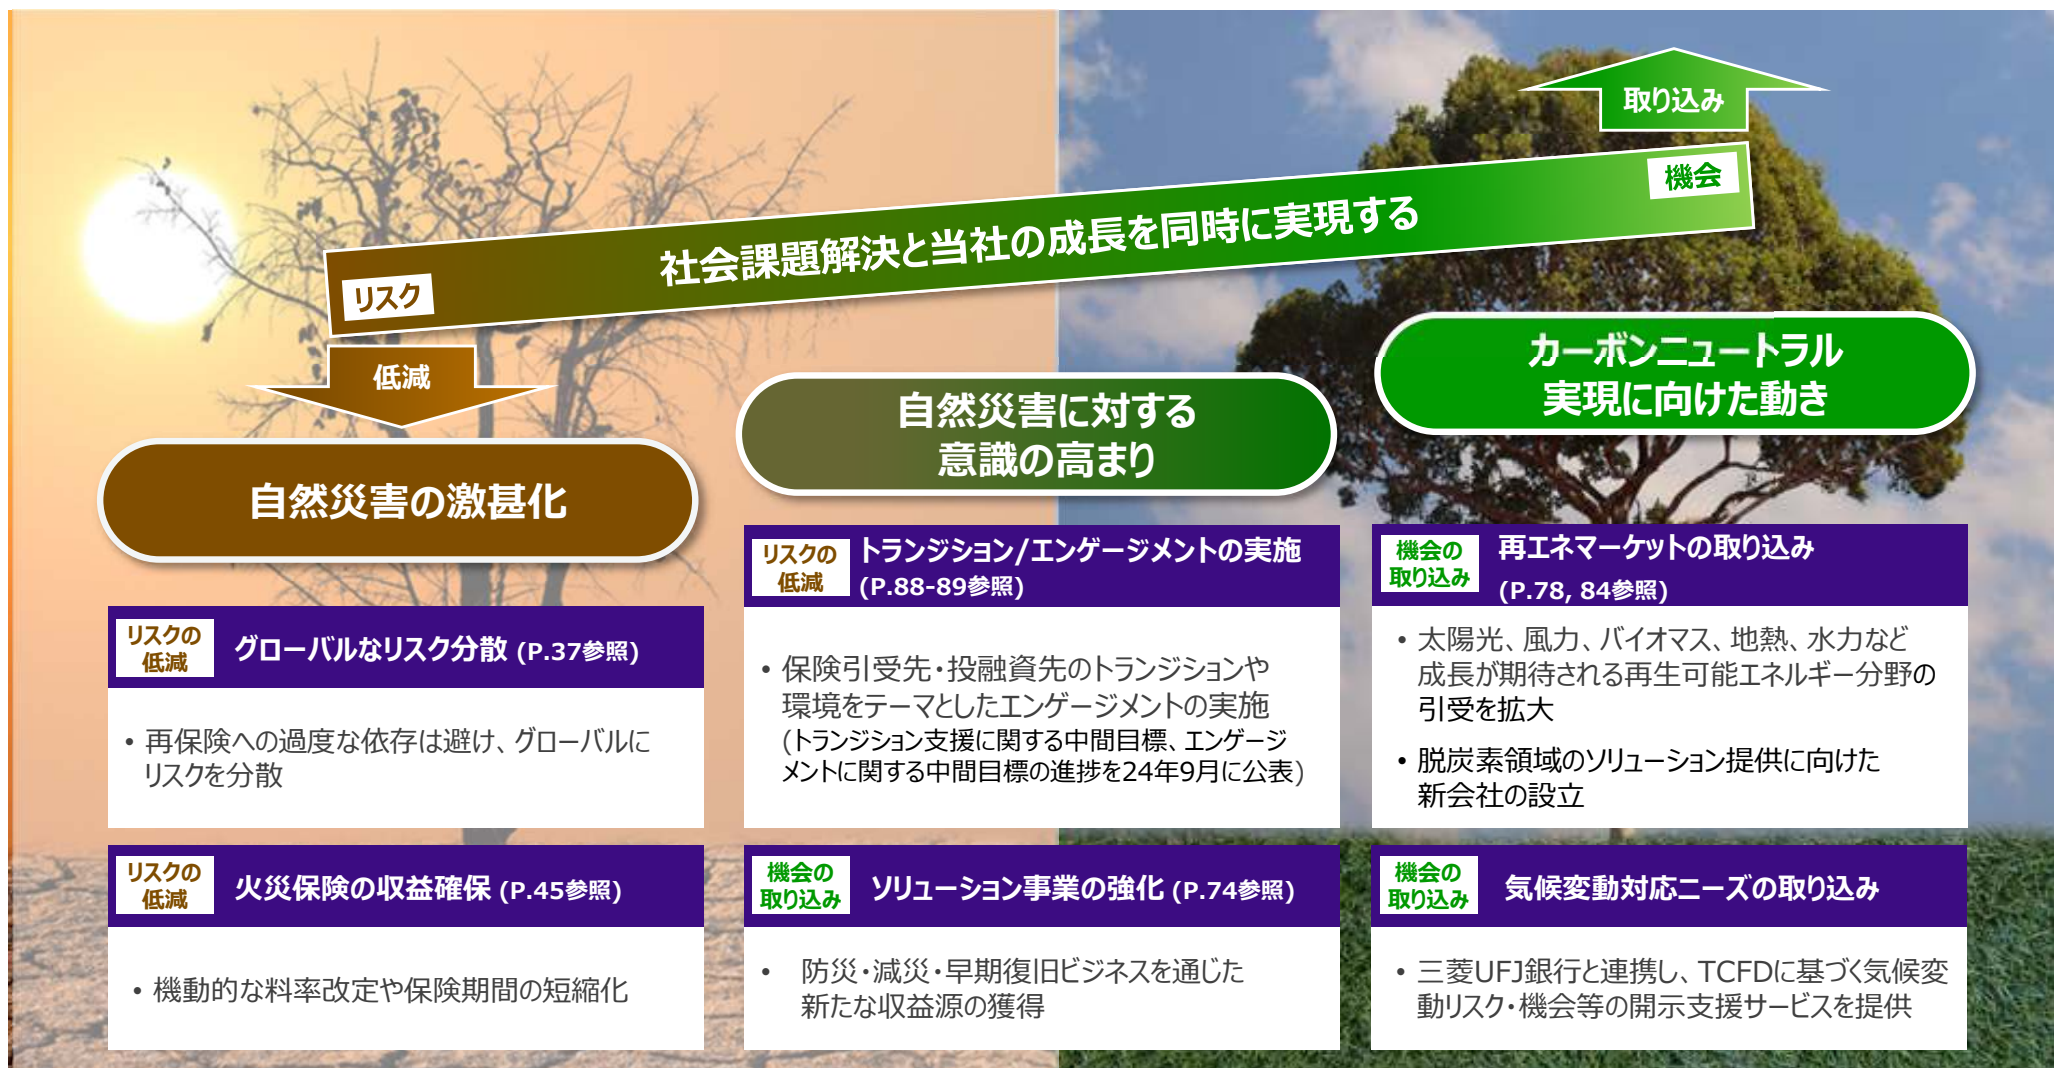 取り込み
機会
社会課題解決と当社の成長を同時に実現する
リスク
低減
自然災害の激甚化
リスクの
低減
グローバルなリスク分散 (P.37参照)
• 再保険への過度な依存は避け、グローバルに
リスクを分散
リスクの
低減
火災保険の収益確保 (P.45参照)
• 機動的な料率改定や保険期間の短縮化
自然災害に対する
意識の高まり
リスクの
低減
トランジション/エンゲージメントの実施
(P.88-89参照)
• 保険引受先・投融資先のトランジションや
環境をテーマとしたエンゲージメントの実施
(トランジション支援に関する中間目標、エンゲージ
メントに関する中間目標の進捗を24年9月に公表)
機会の
取り込み
ソリューション事業の強化 (P.74参照)
• 防災・減災・早期復旧ビジネスを通じた
新たな収益源の獲得
カーボンニュートラル
実現に向けた動き
機会の
取り込み
再エネマーケットの取り込み
(P.78, 84参照)
• 太陽光、風力、バイオマス、地熱、水力など
成長が期待される再生可能エネルギー分野の
引受を拡大
• 脱炭素領域のソリューション提供に向けた
新会社の設立
機会の
取り込み
気候変動対応ニーズの取り込み
• 三菱UFJ銀行と連携し、TCFDに基づく気候変
動リスク・機会等の開示支援サービスを提供